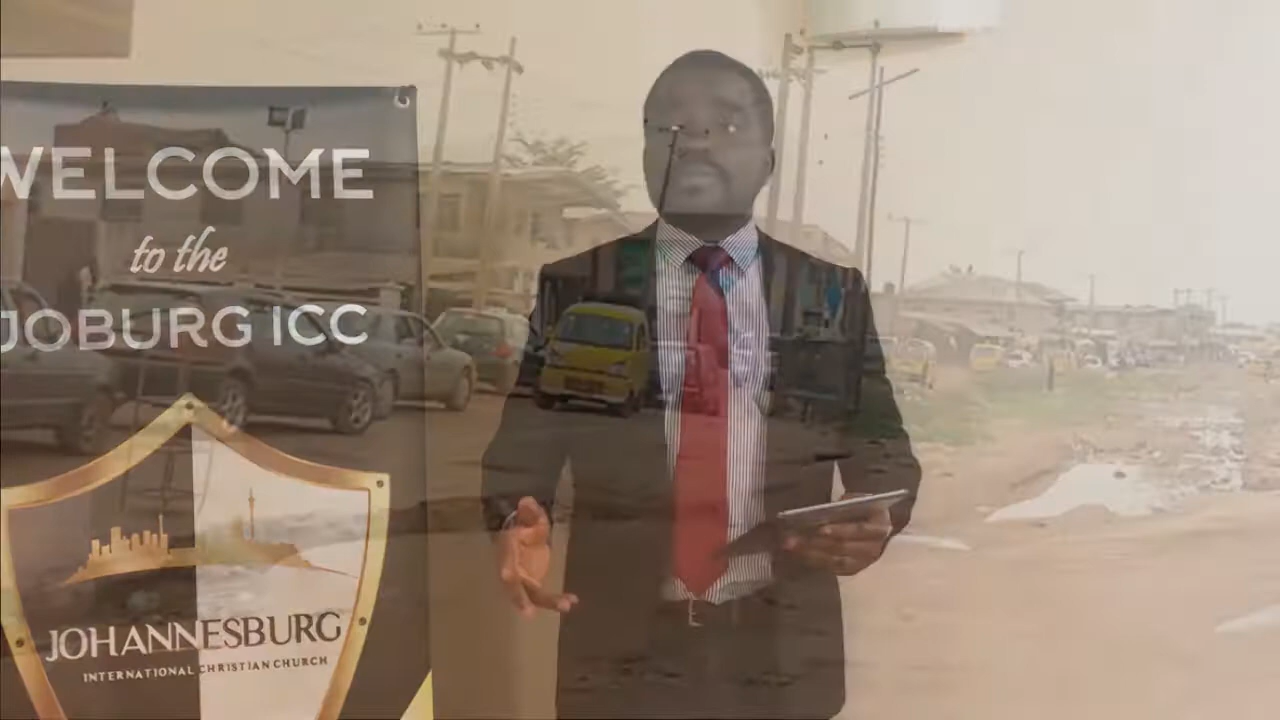 WELCOME
to the
JOBURG ICC
JOHANNESBURG
INTERNATIONAL CHRISTIAN CHURCH